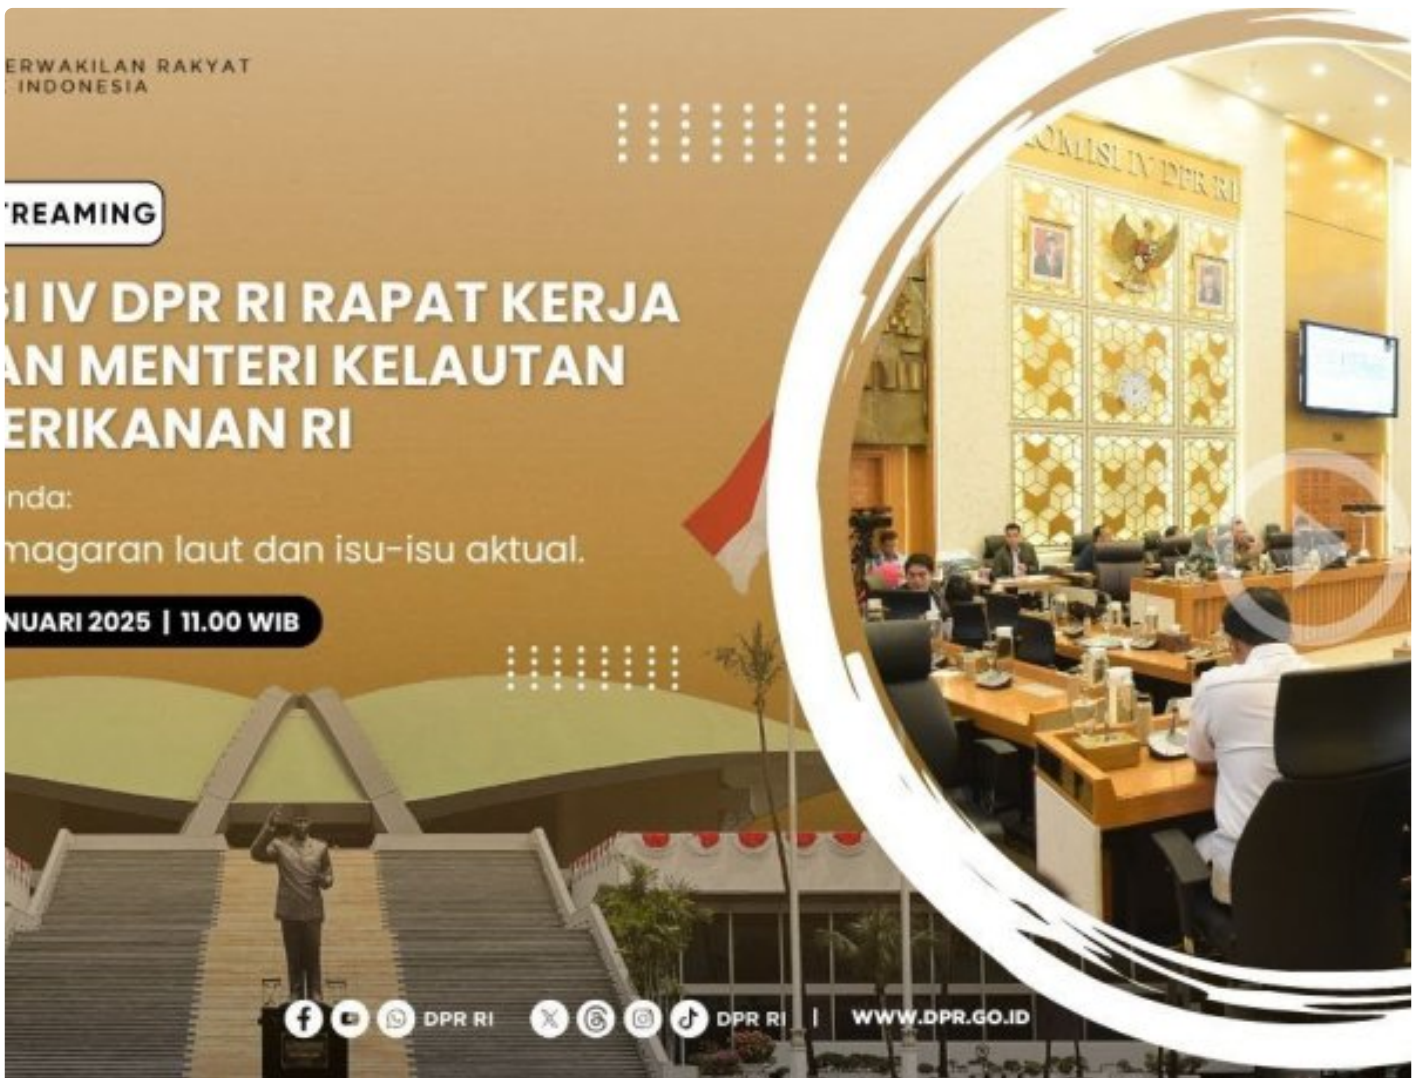 ERWAKILAN RAKYAT
INDONESIA
TREAMING
SI IV DPR RI RAPAT KERJA
AN MENTERI KELAUTAN
ERIKANAN RI
nda:
magaran laut dan isu-isu aktual.
NUARI 2025 | 11.00 WIB
OMISI IV DPR RI
DPR RI
DPR RI | WWW.DPR.GO.ID